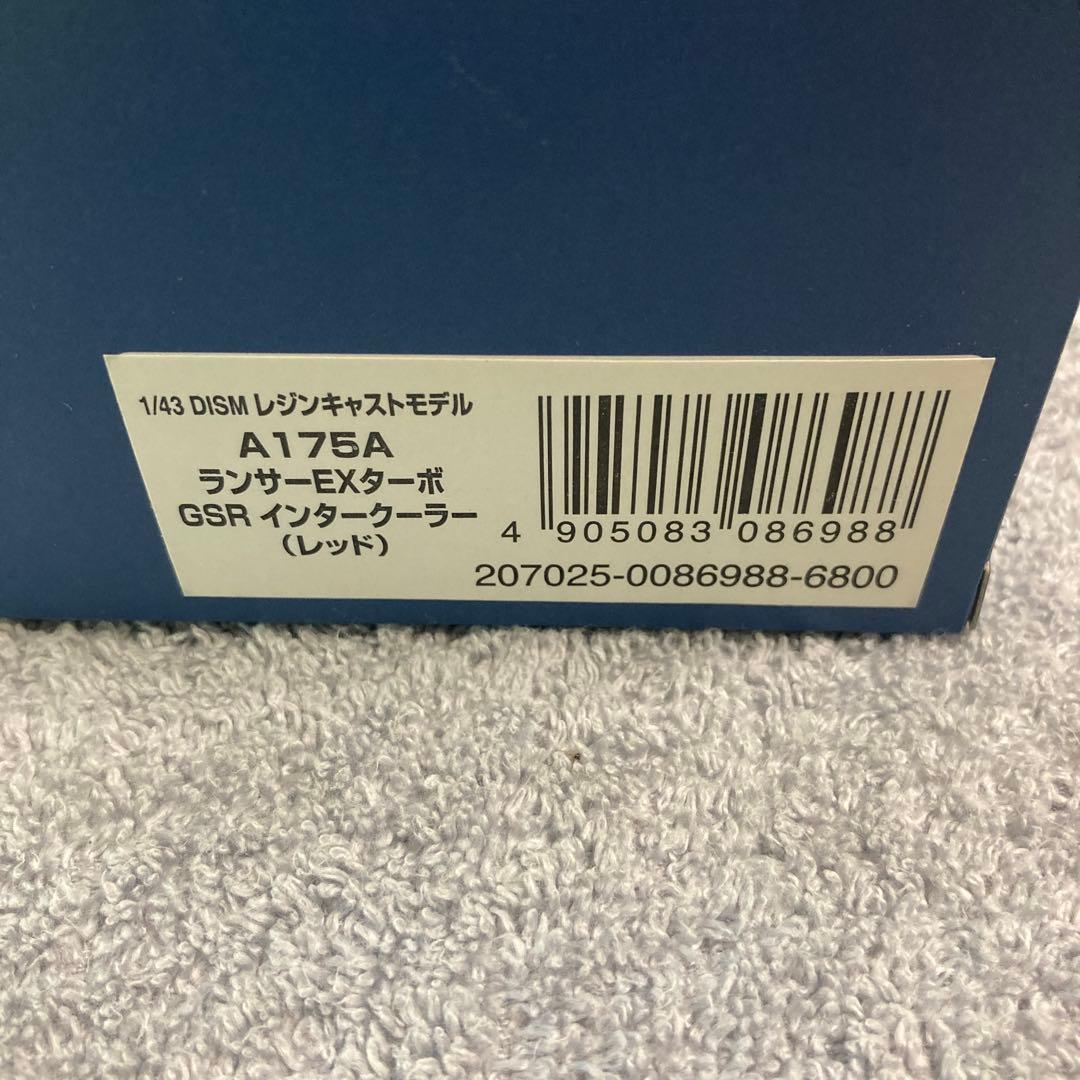 1/43 DISM レジンキャストモデル
A175A
ランサーEXターボ
GSR インタークーラー
（レッド）
4 905083 086988
207025-0086988-6800